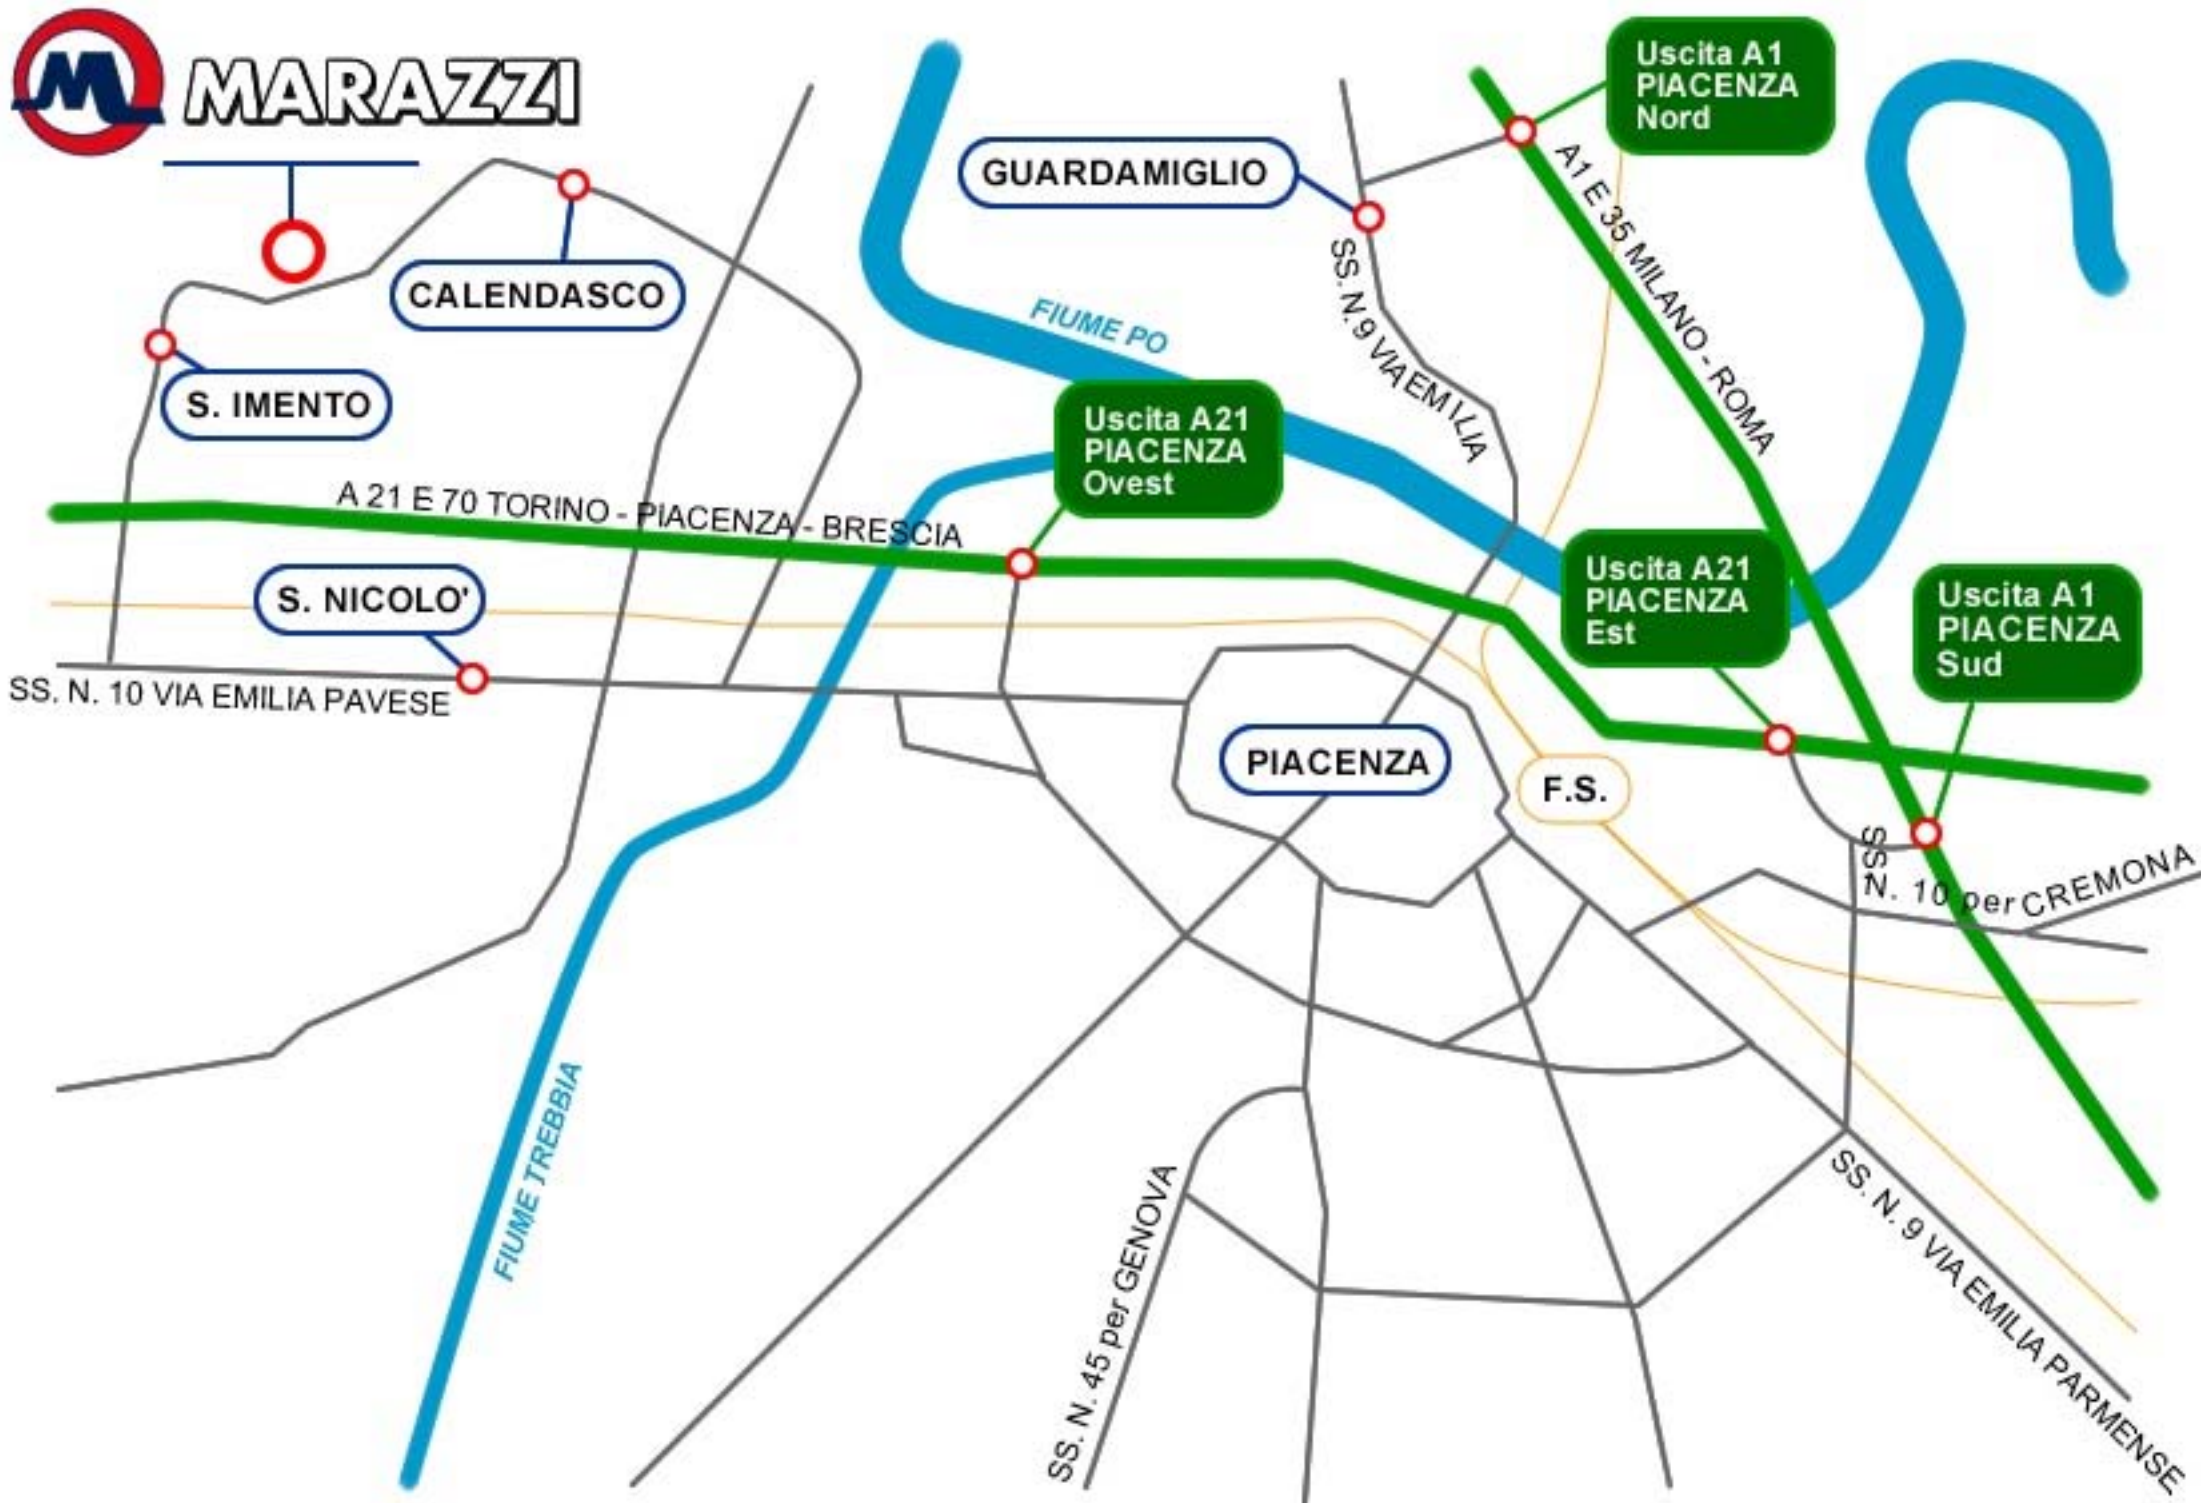 M MARAZZI
Uscita A1
PIACENZA
Nord
GUARDAMIGLIO
CALENDASCO
A1 E 35 MILANO - ROMA
SS. N. 9 VIA EMILIA
FIUME PO
S. IMENTO
Uscita A21
PIACENZA
Ovest
A 21 E 70 TORINO - PIACENZA - BRESCIA
S. NICOLO'
Uscita A21
PIACENZA
Est
Uscita A1
PIACENZA
Sud
SS. N. 10 VIA EMILIA PAVESE
PIACENZA
F.S.
SS. N. 10 per CREMONA
FIUME TREBBIA
SS. N. 45 per GENOVA
SS. N. 9 VIA EMILIA PARMENSE